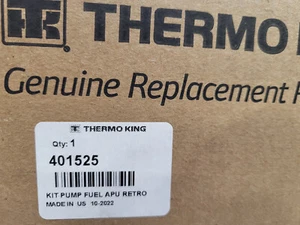 THERMO
Genuine Replacement
THERMO KING
Qty: 1
401525
KIT PUMP FUEL APU RETRO
MADE IN US 10-2022